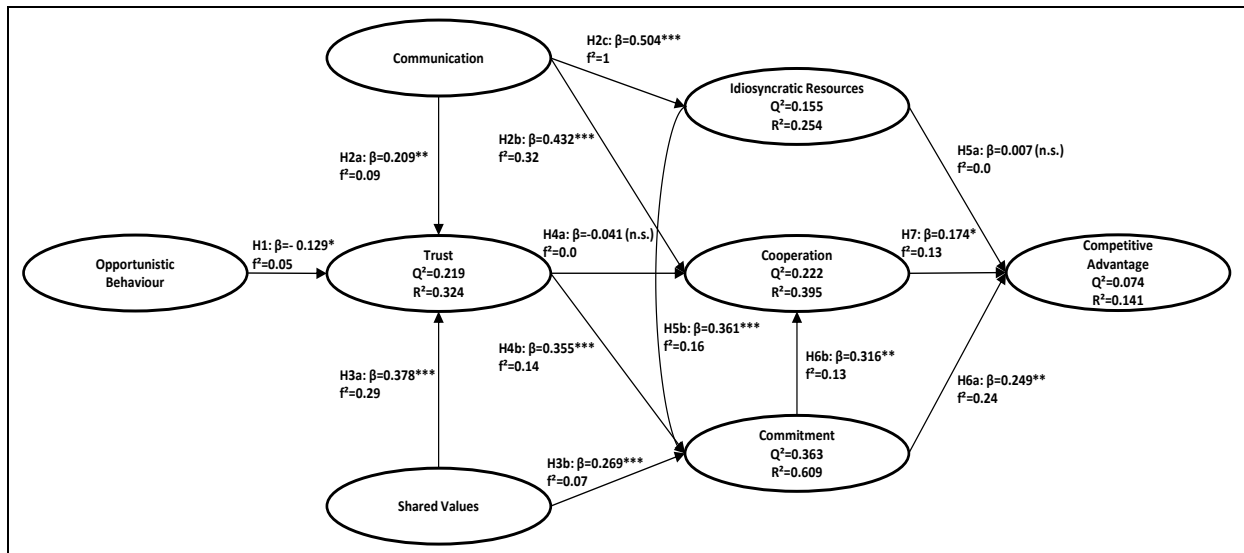 Communication
H2c: β=0.504***
f²=1
Idiosyncratic Resources
Q²=0.155
R²=0.254
H2a: β=0.209**
f²=0.09
H2b: β=0.432***
f²=0.32
H5a: β=0.007 (n.s.)
f²=0.0
Opportunistic
Behaviour
H1: β=- 0.129*
f²=0.05
Trust
Q²=0.219
R²=0.324
H4a: β=-0.041 (n.s.)
f²=0.0
Cooperation
Q²=0.222
R²=0.395
H7: β=0.174*
f²=0.13
Competitive
Advantage
Q²=0.074
R²=0.141
H3a: β=0.378***
f²=0.29
H4b: β=0.355***
f²=0.14
H5b: β=0.361***
f²=0.16
H6b: β=0.316**
f²=0.13
H6a: β=0.249**
f²=0.24
Shared Values
H3b: β=0.269***
f²=0.07
Commitment
Q²=0.363
R²=0.609